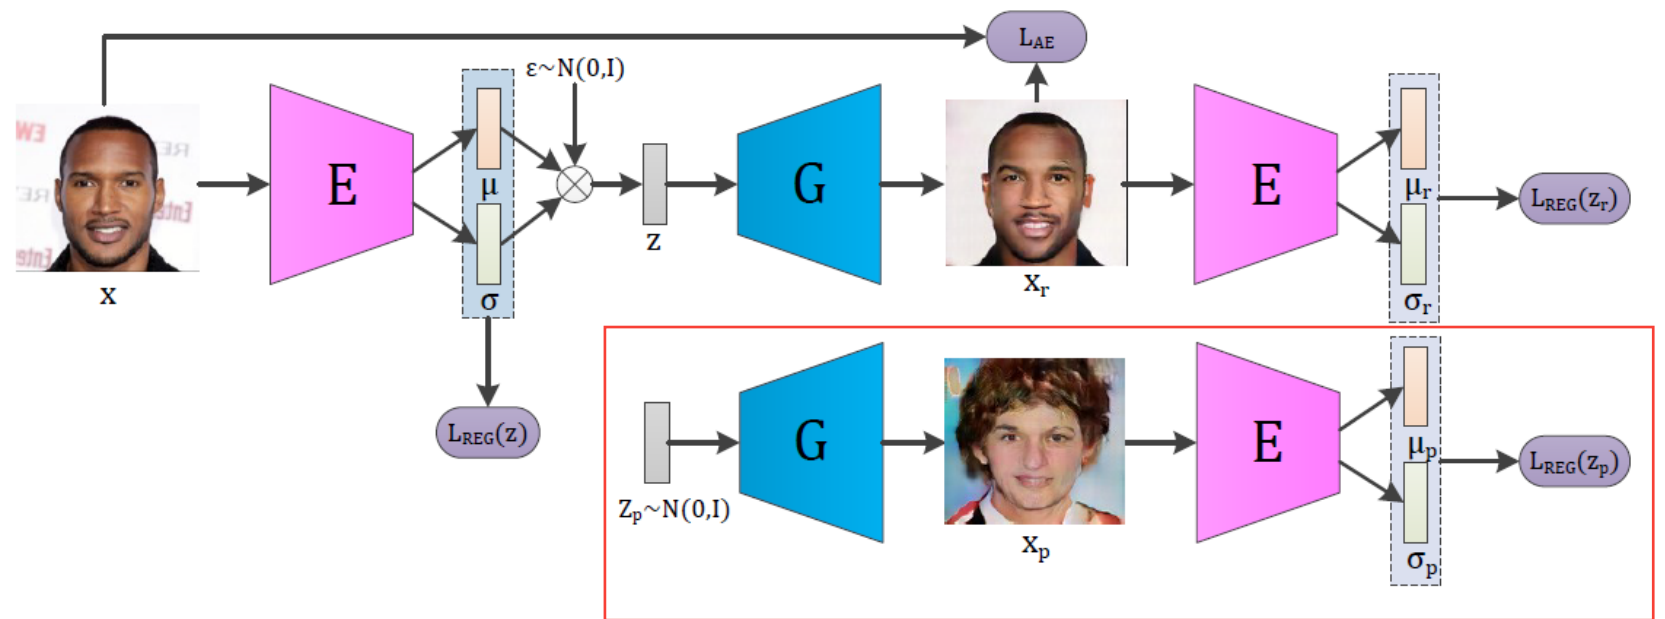 L_AE
ε~N(0,I)
E
G
E
μ
σ
z
x
x_r
μ_r
σ_r
L_REG(z_r)
L_REG(z)
Z_p~N(0,I)
G
x_p
E
μ_p
σ_p
L_REG(z_p)